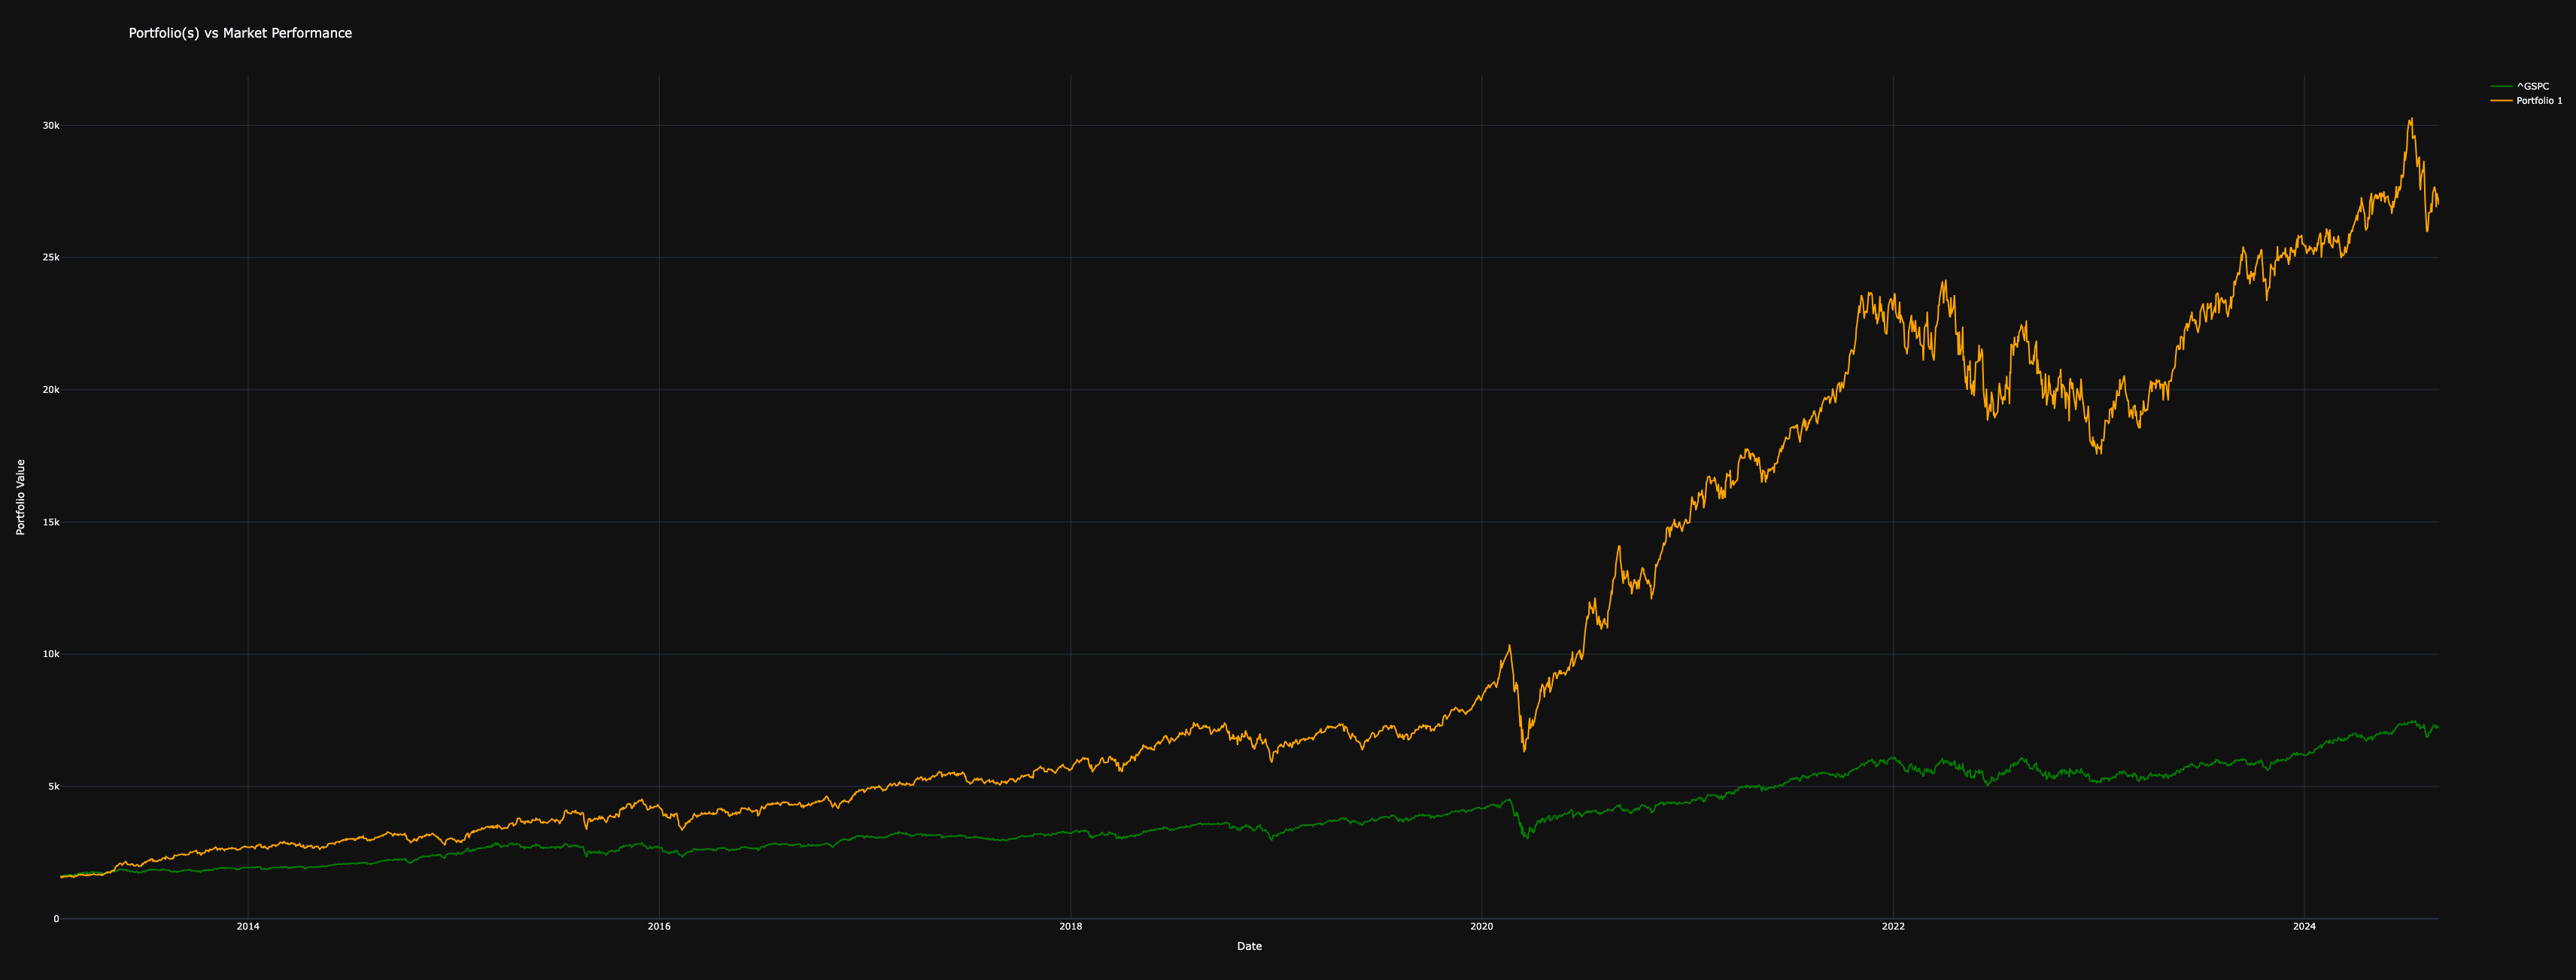 Portfolio(s) vs Market Performance
^GSPC
Portfolio 1
30k
25k
20k
15k
10k
5k
0
Portfolio Value
2014
2016
2018
2020
2022
2024
Date